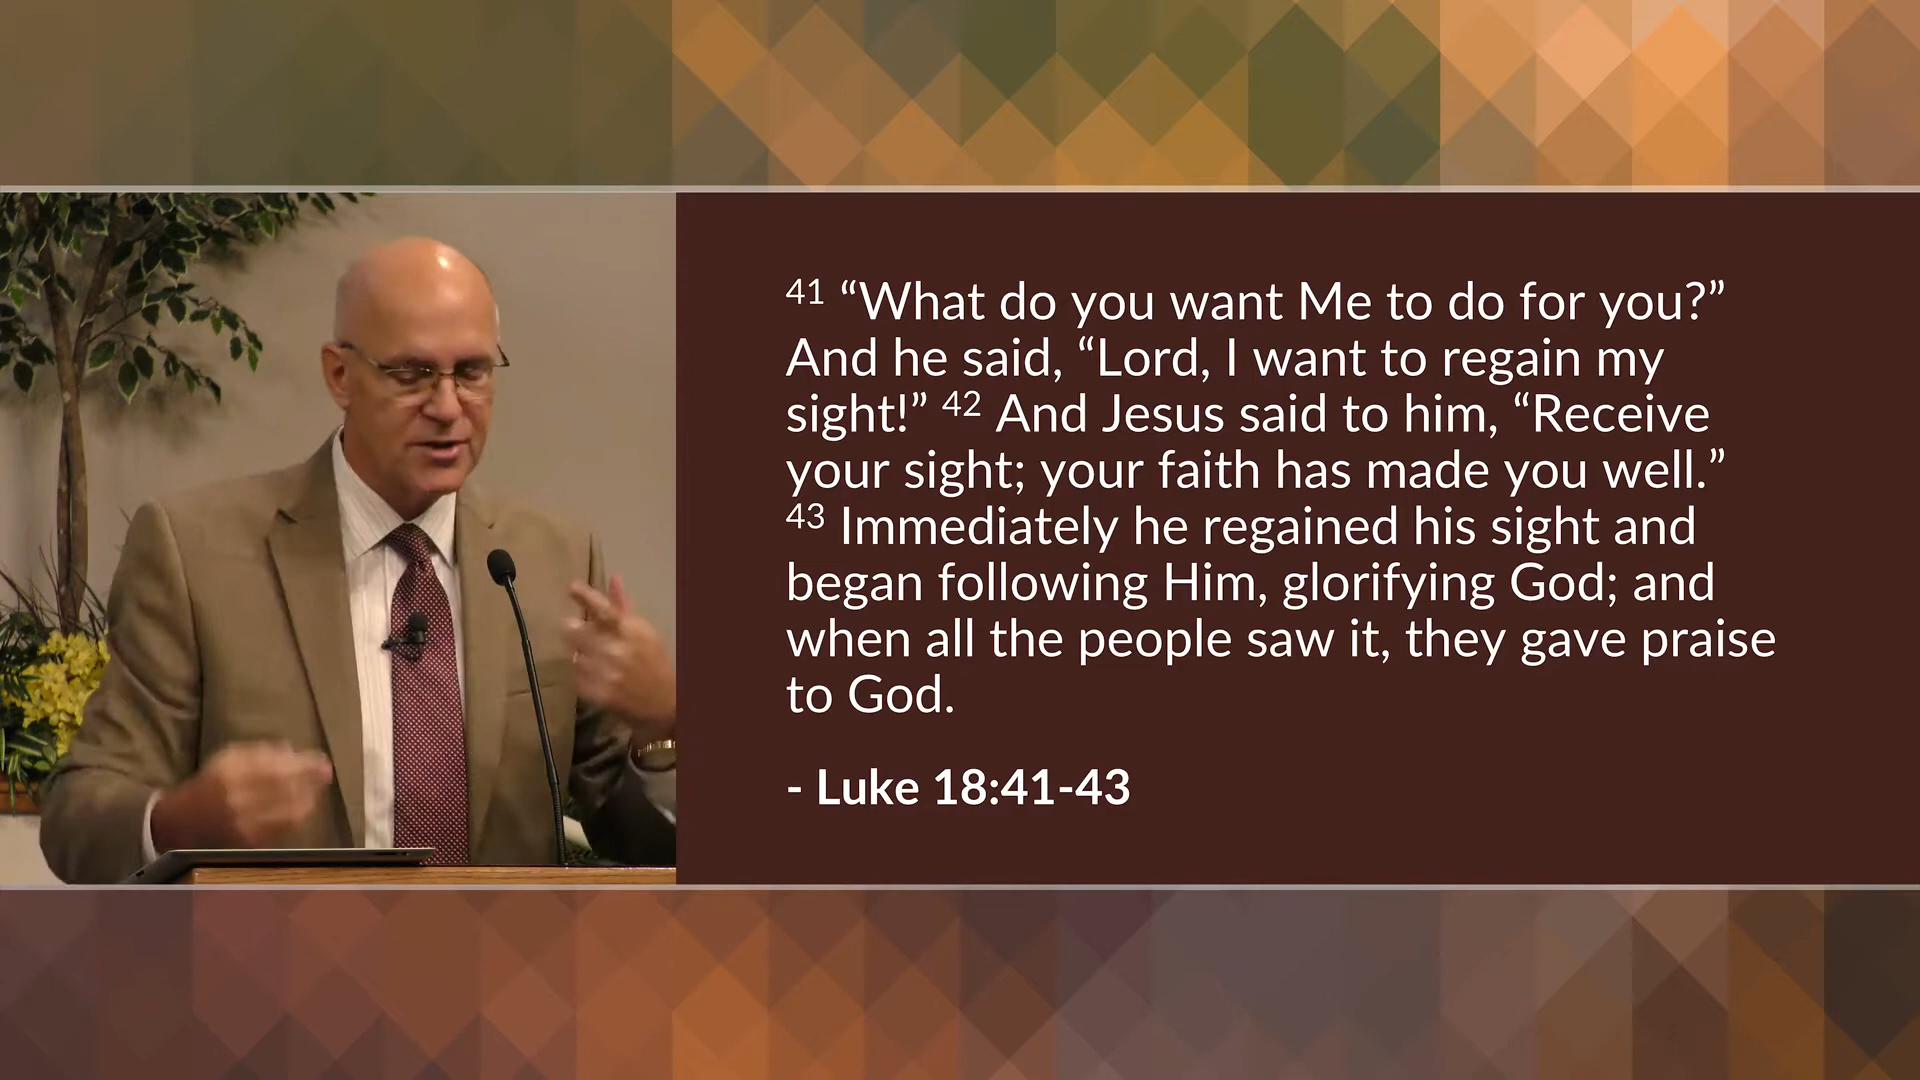 41 “What do you want Me to do for you?”
And he said, “Lord, I want to regain my
sight!” 42 And Jesus said to him, “Receive
your sight; your faith has made you well.”
43 Immediately he regained his sight and
began following Him, glorifying God; and
when all the people saw it, they gave praise
to God.
- Luke 18:41-43